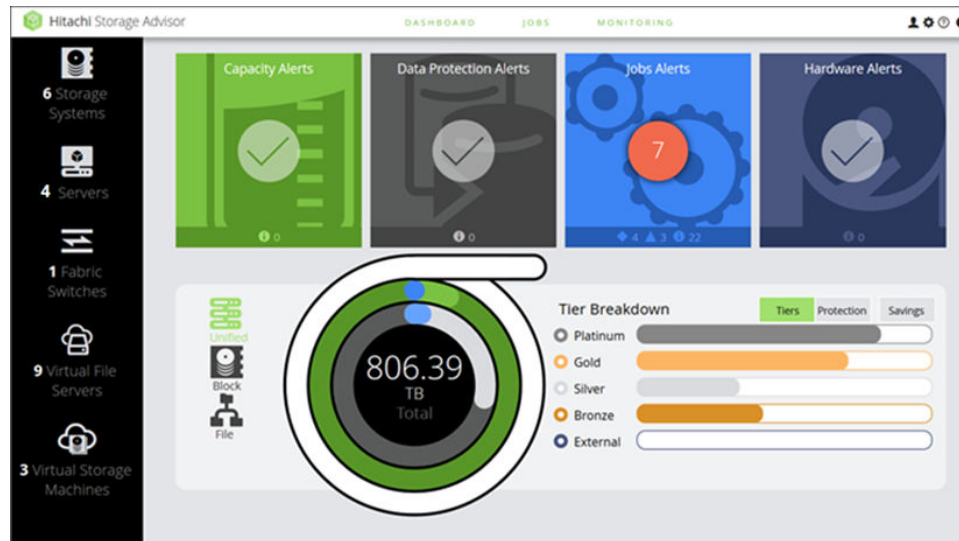 Hitachi Storage Advisor
DASHBOARD JOBS MONITORING
6 Storage
Systems
4 Servers
1 Fabric
Switches
9 Virtual File
Servers
3 Virtual Storage
Machines
Capacity Alerts
0
Data Protection Alerts
0
Jobs Alerts
7
4 3 22
Hardware Alerts
0
Unified
Block
File
806.39
TB
Total
Tier Breakdown
Tiers Protection Savings
Platinum
Gold
Silver
Bronze
External